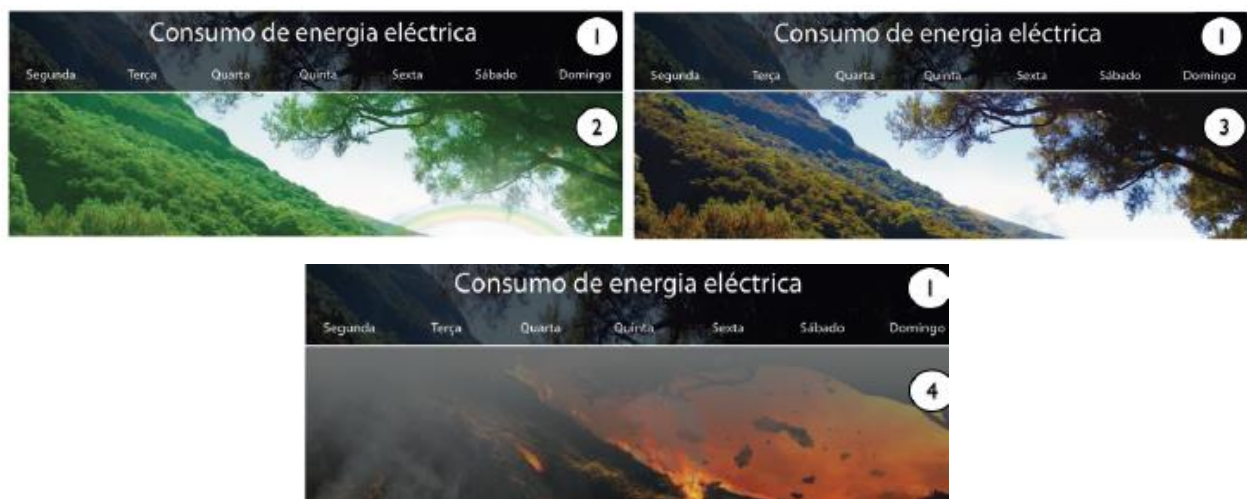 Consumo de energia eléctrica 1
Segunda Terça Quarta Quinta Sexta Sábado Domingo
2
Consumo de energia eléctrica 1
Segunda Terça Quarta Quinta Sexta Sábado Domingo
3
Consumo de energia eléctrica 1
Segunda Terça Quarta Quinta Sexta Sábado Domingo
4